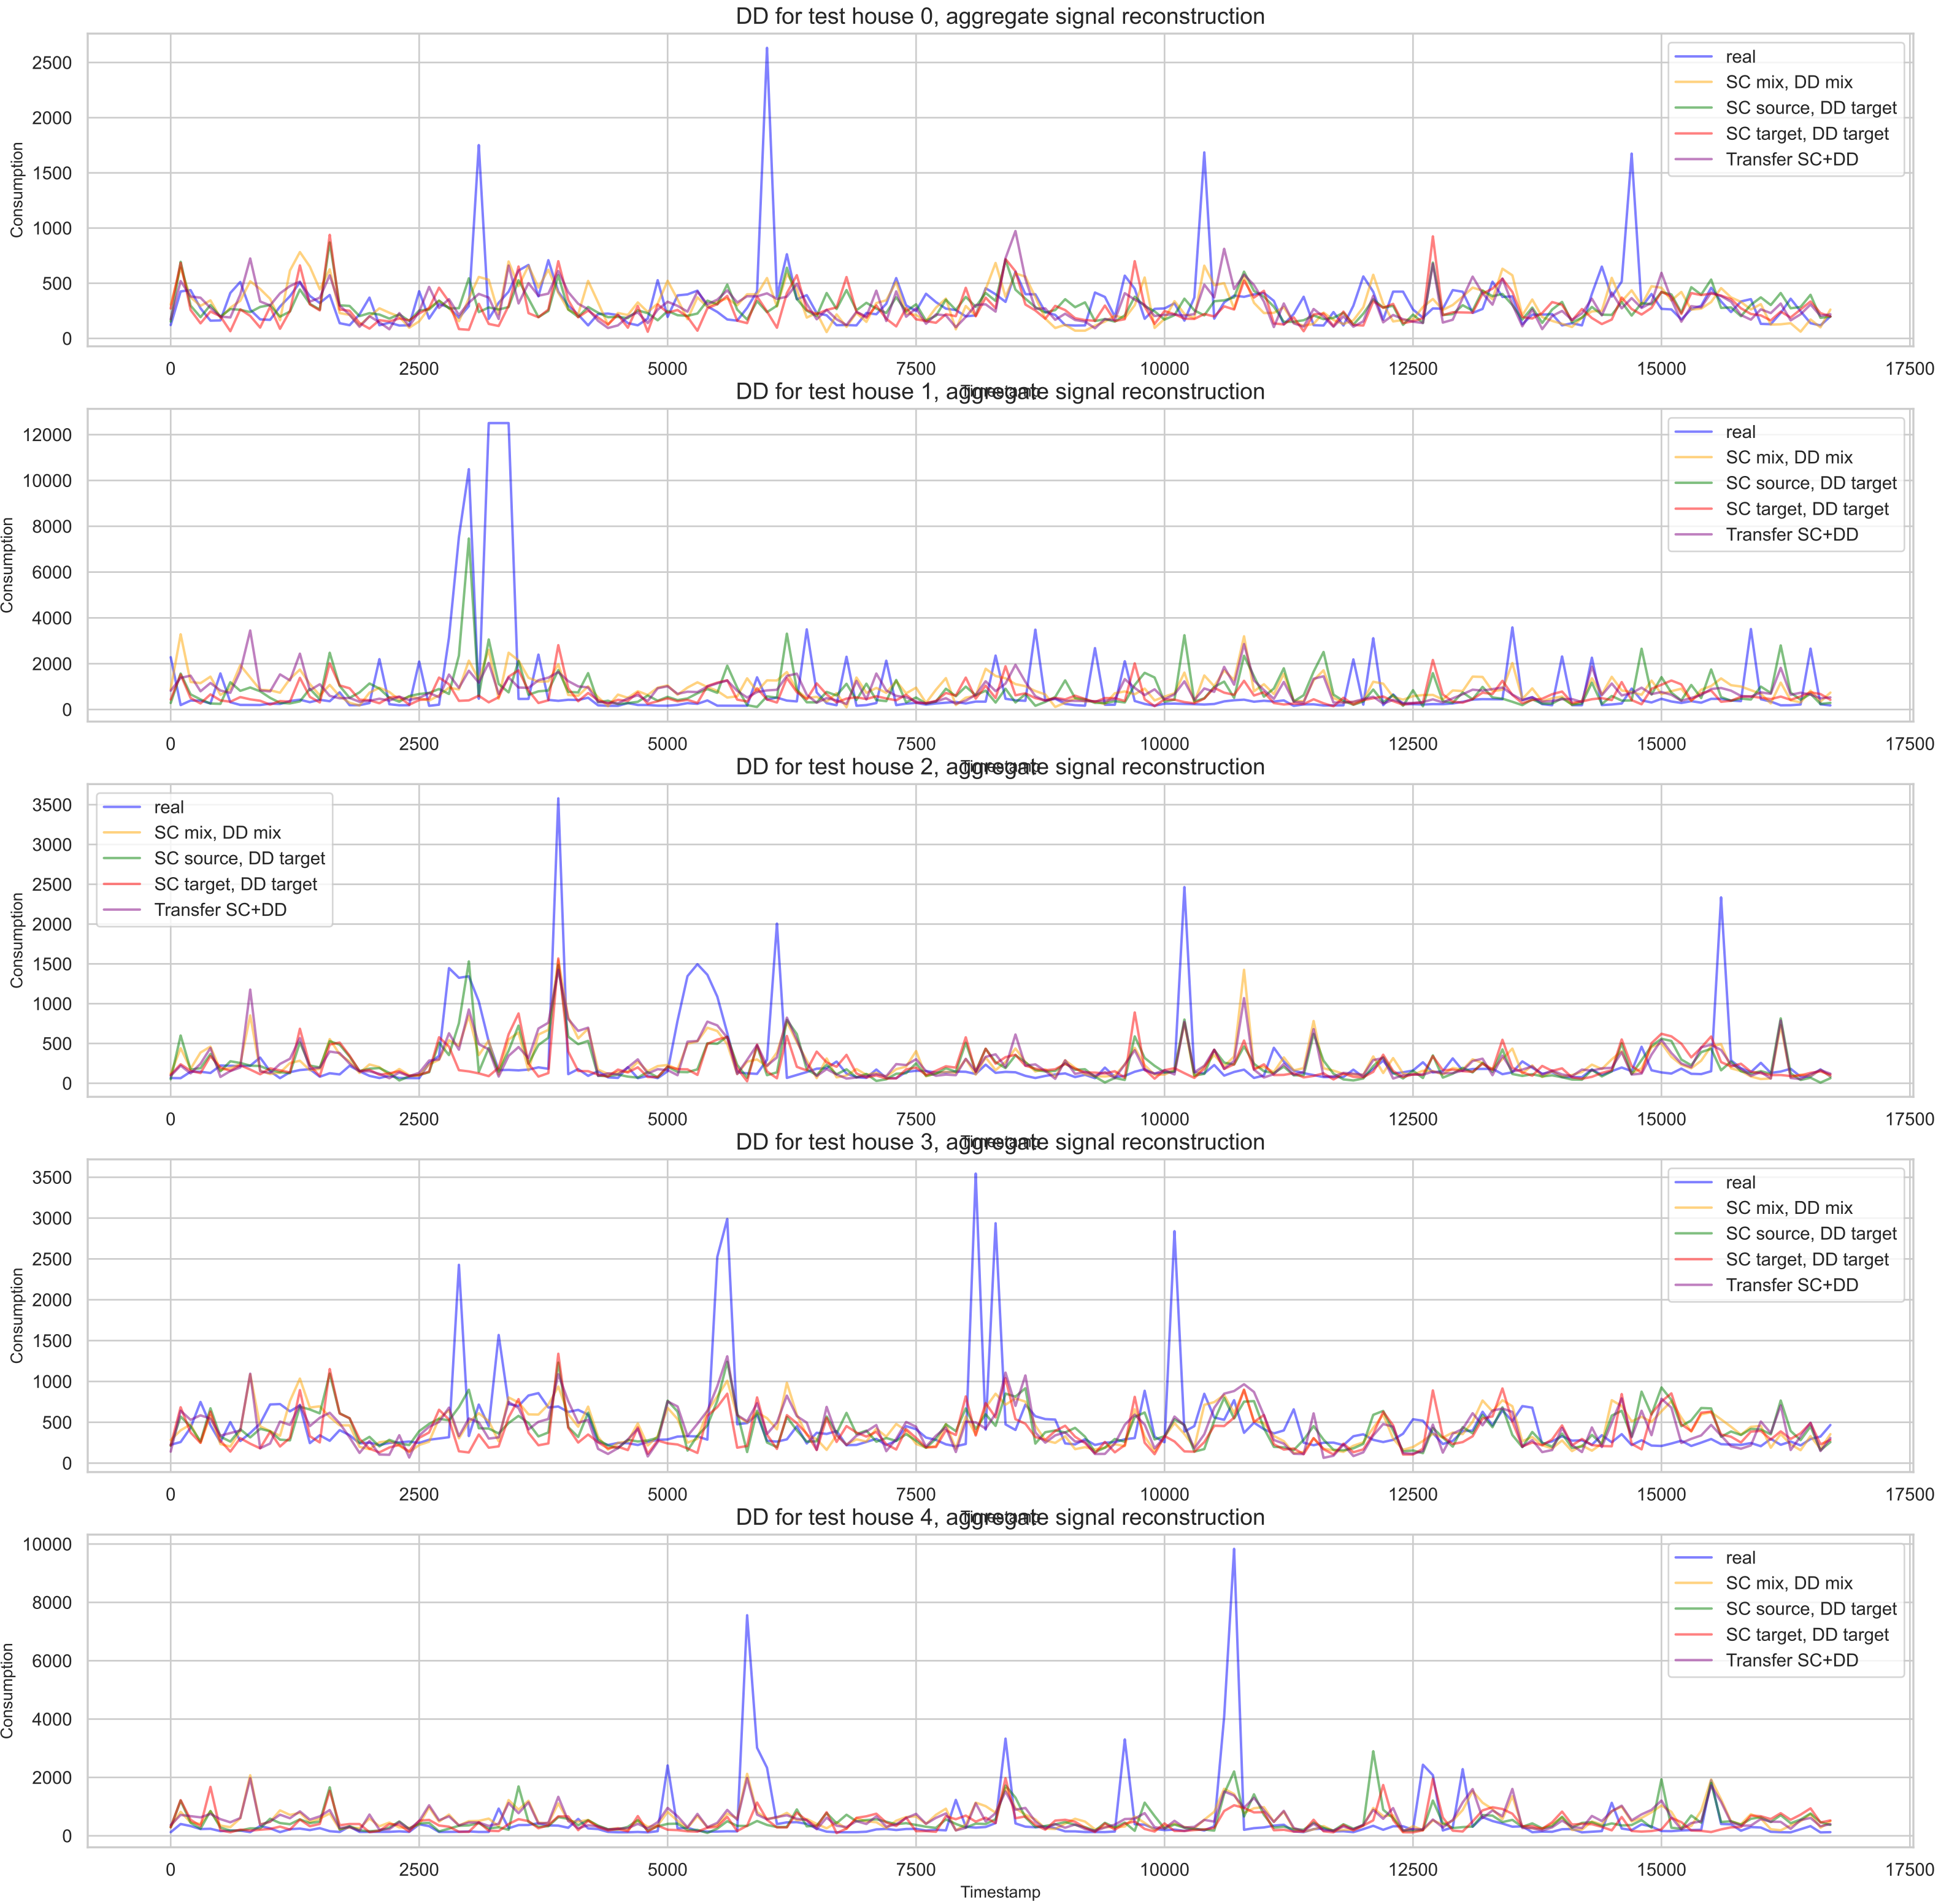 DD for test house 0, aggregate signal reconstruction
Consumption
2500
2000
1500
1000
500
0
real
SC mix, DD mix
SC source, DD target
SC target, DD target
Transfer SC+DD
0 2500 5000 7500 10000 12500 15000 17500
Timestamp
DD for test house 1, aggregate signal reconstruction
Consumption
12000
10000
8000
6000
4000
2000
0
real
SC mix, DD mix
SC source, DD target
SC target, DD target
Transfer SC+DD
0 2500 5000 7500 10000 12500 15000 17500
Timestamp
DD for test house 2, aggregate signal reconstruction
Consumption
3500
3000
2500
2000
1500
1000
500
0
real
SC mix, DD mix
SC source, DD target
SC target, DD target
Transfer SC+DD
0 2500 5000 7500 10000 12500 15000 17500
Timestamp
DD for test house 3, aggregate signal reconstruction
Consumption
3500
3000
2500
2000
1500
1000
500
0
real
SC mix, DD mix
SC source, DD target
SC target, DD target
Transfer SC+DD
0 2500 5000 7500 10000 12500 15000 17500
Timestamp
DD for test house 4, aggregate signal reconstruction
Consumption
10000
8000
6000
4000
2000
0
real
SC mix, DD mix
SC source, DD target
SC target, DD target
Transfer SC+DD
0 2500 5000 7500 10000 12500 15000 17500
Timestamp